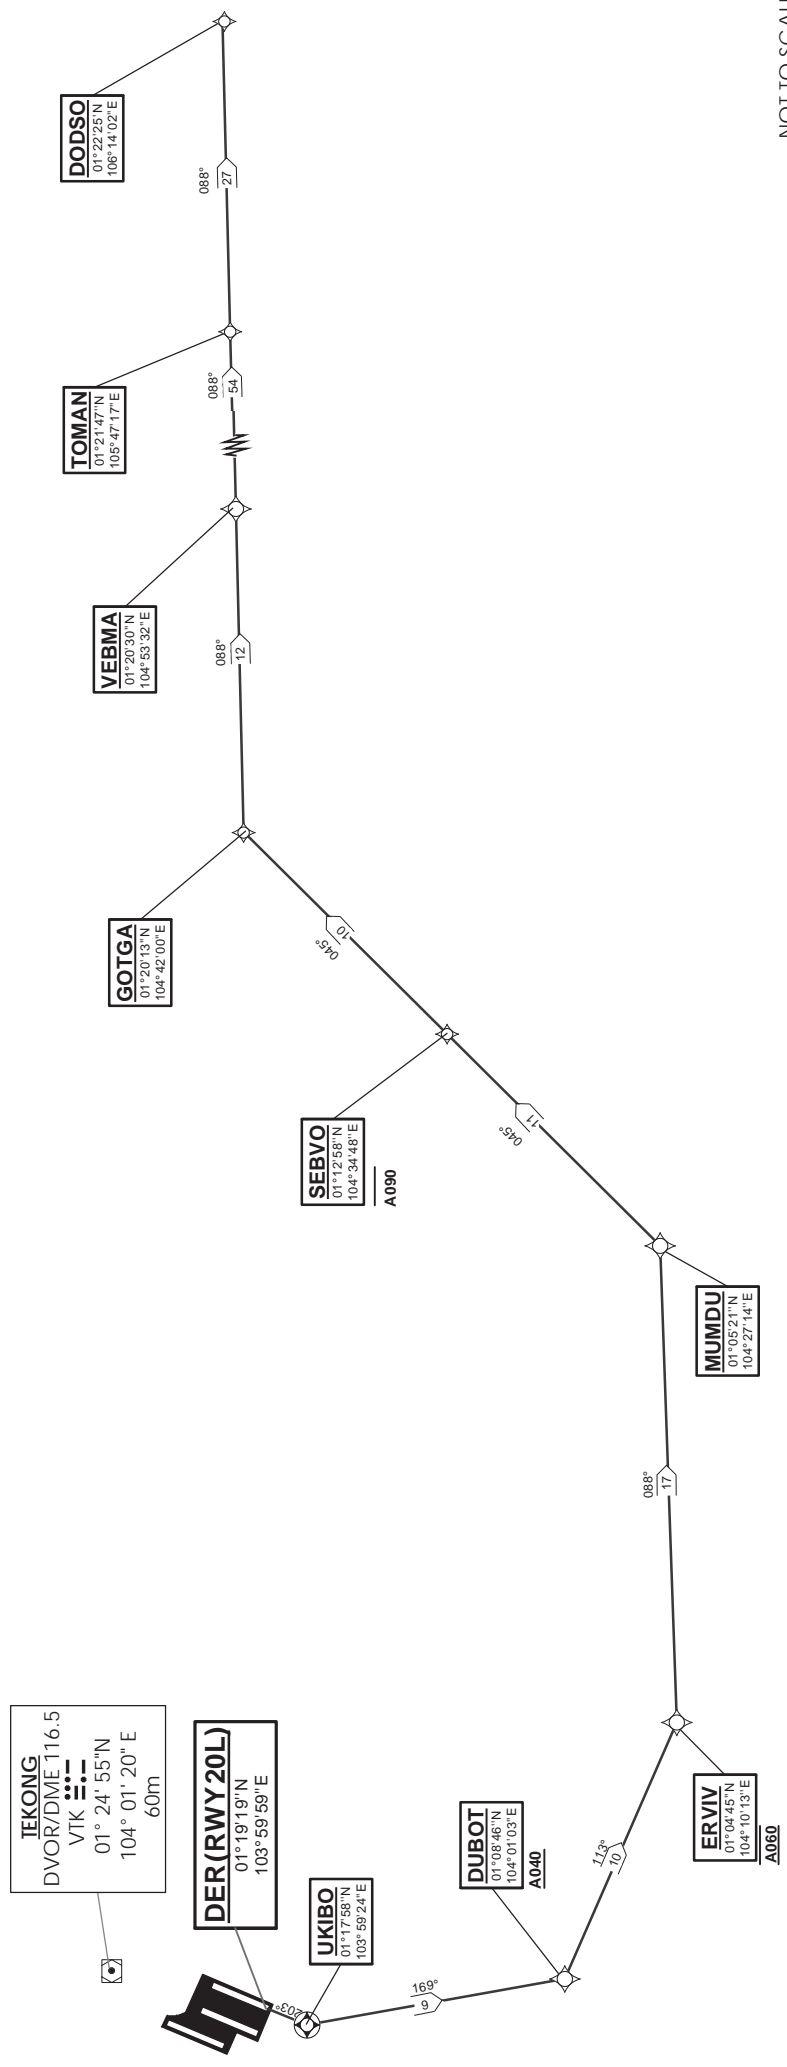 TEKONG
DVOR/DME 116.5
VTK
01° 24' 55"N
104° 01' 20" E
60m
DER(RWY20L)
01°19'19"N
103°59'59"E
203°
UKIBO
01°17'58"N
103°59'24"E
169°
9
DUBOT
01°08'46"N
104°01'03"E
A040
113°
10
ERVIV
01°04'45"N
104°10'13"E
A060
088°
17
MUMDU
01°05'21"N
104°27'14"E
045°
11
SEBVO
01°12'58"N
104°34'48"E
A090
045°
10
GOTGA
01°20'13"N
104°42'00"E
088°
12
VEBMA
01°20'30"N
104°53'32"E
088°
54
TOMAN
01°21'47"N
105°47'17"E
088°
27
DODSO
01°22'25"N
106°14'02"E
NOT TO SCAL